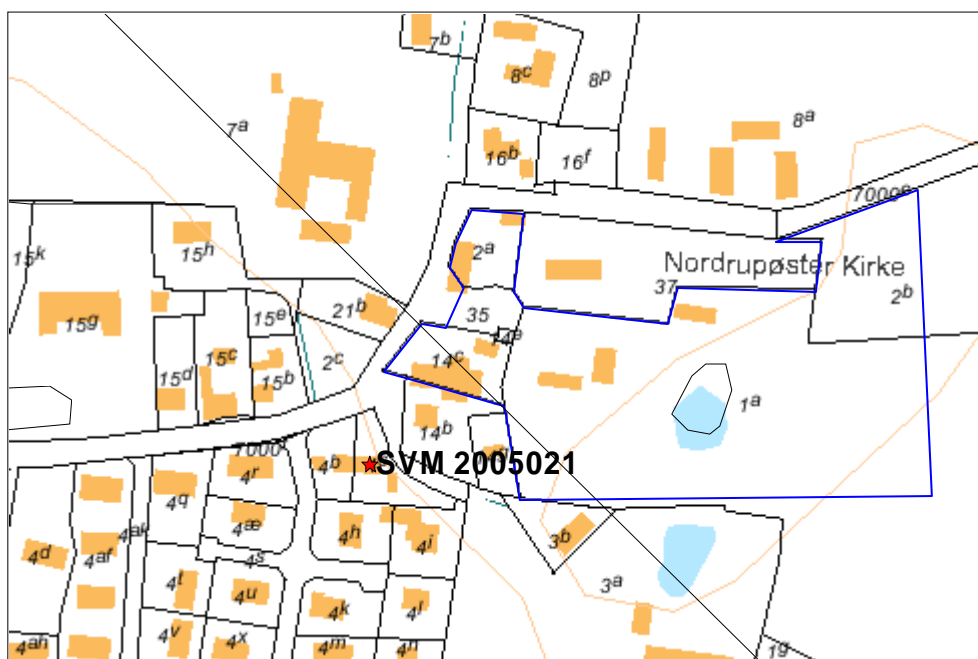 7b
8c
8p
8a
7a
16b
16f
7000e
15h
2a
15k
Nordrupøster Kirke
37
2b
21b
35
15g
15e
14e
15c
2c
14c
15d
15b
1a
14b
7000f
SVM 2005021
4b
4r
4q
4æ
4ak
4h
4i
3b
4d
4af
4s
4t
4u
3a
4k
4l
4v
4x
4m
4n
4ah
1g